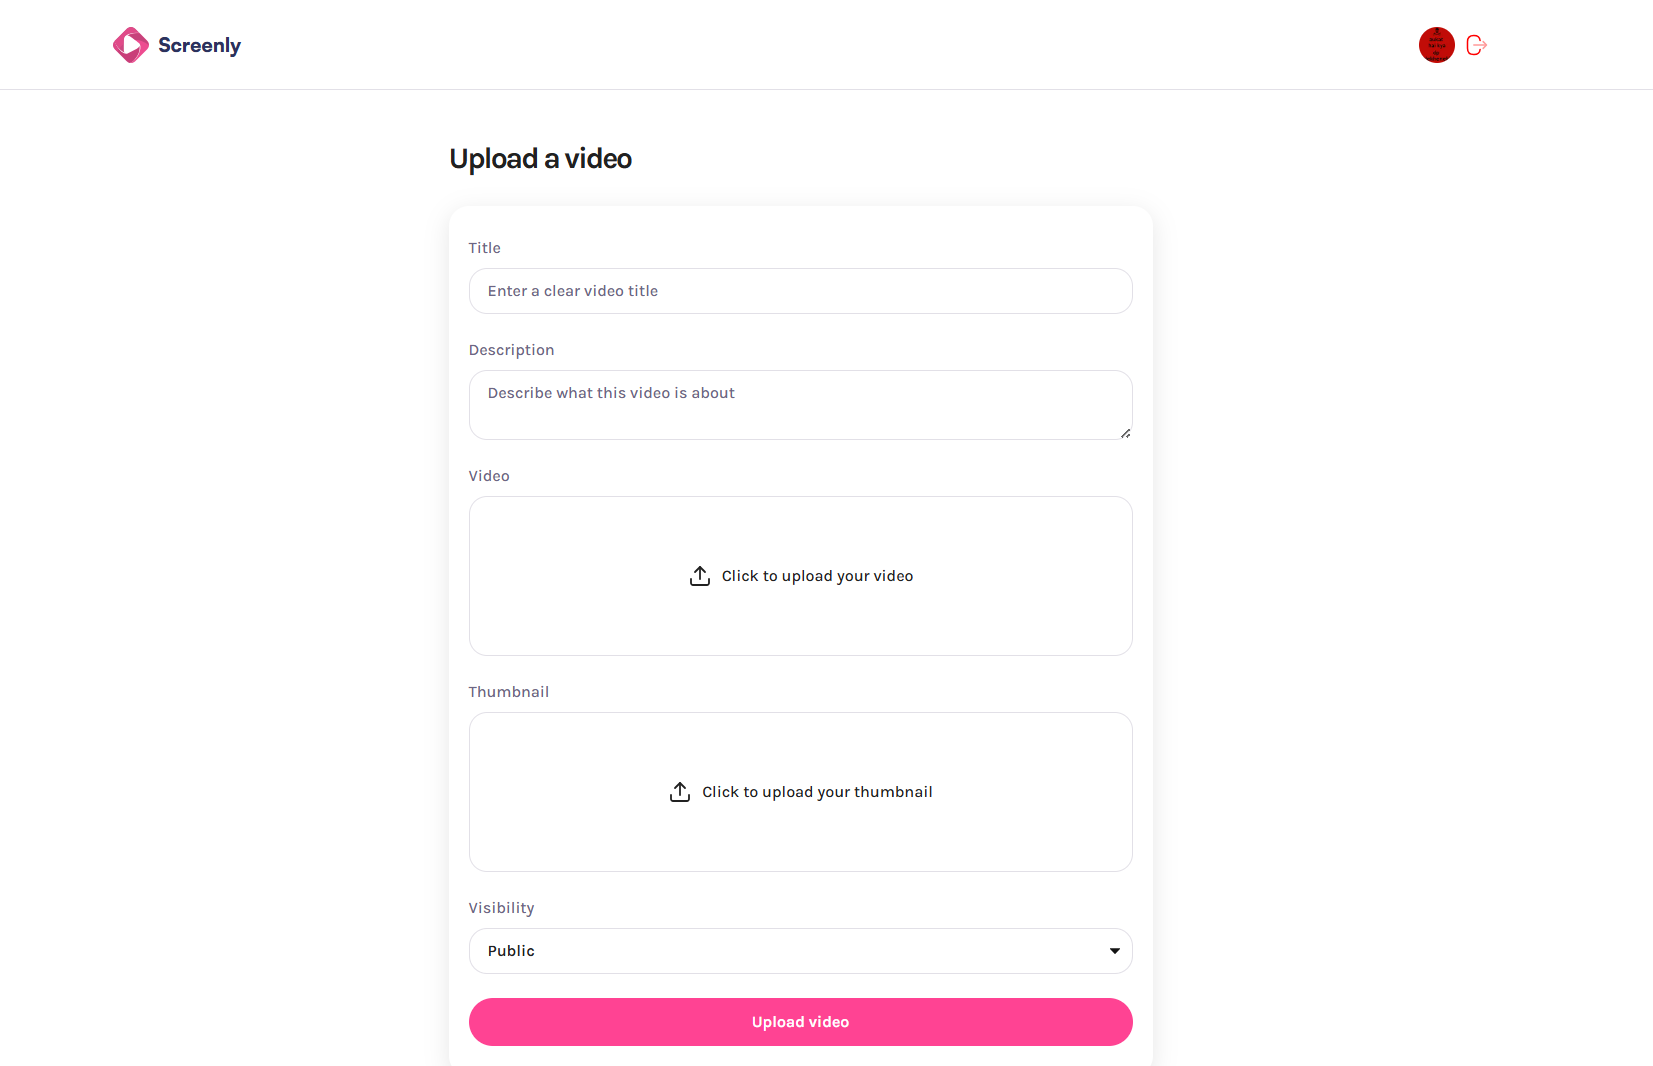 Screenly
Upload a video
Title
Enter a clear video title
Description
Describe what this video is about
Video
Click to upload your video
Thumbnail
Click to upload your thumbnail
Visibility
Public
Upload video